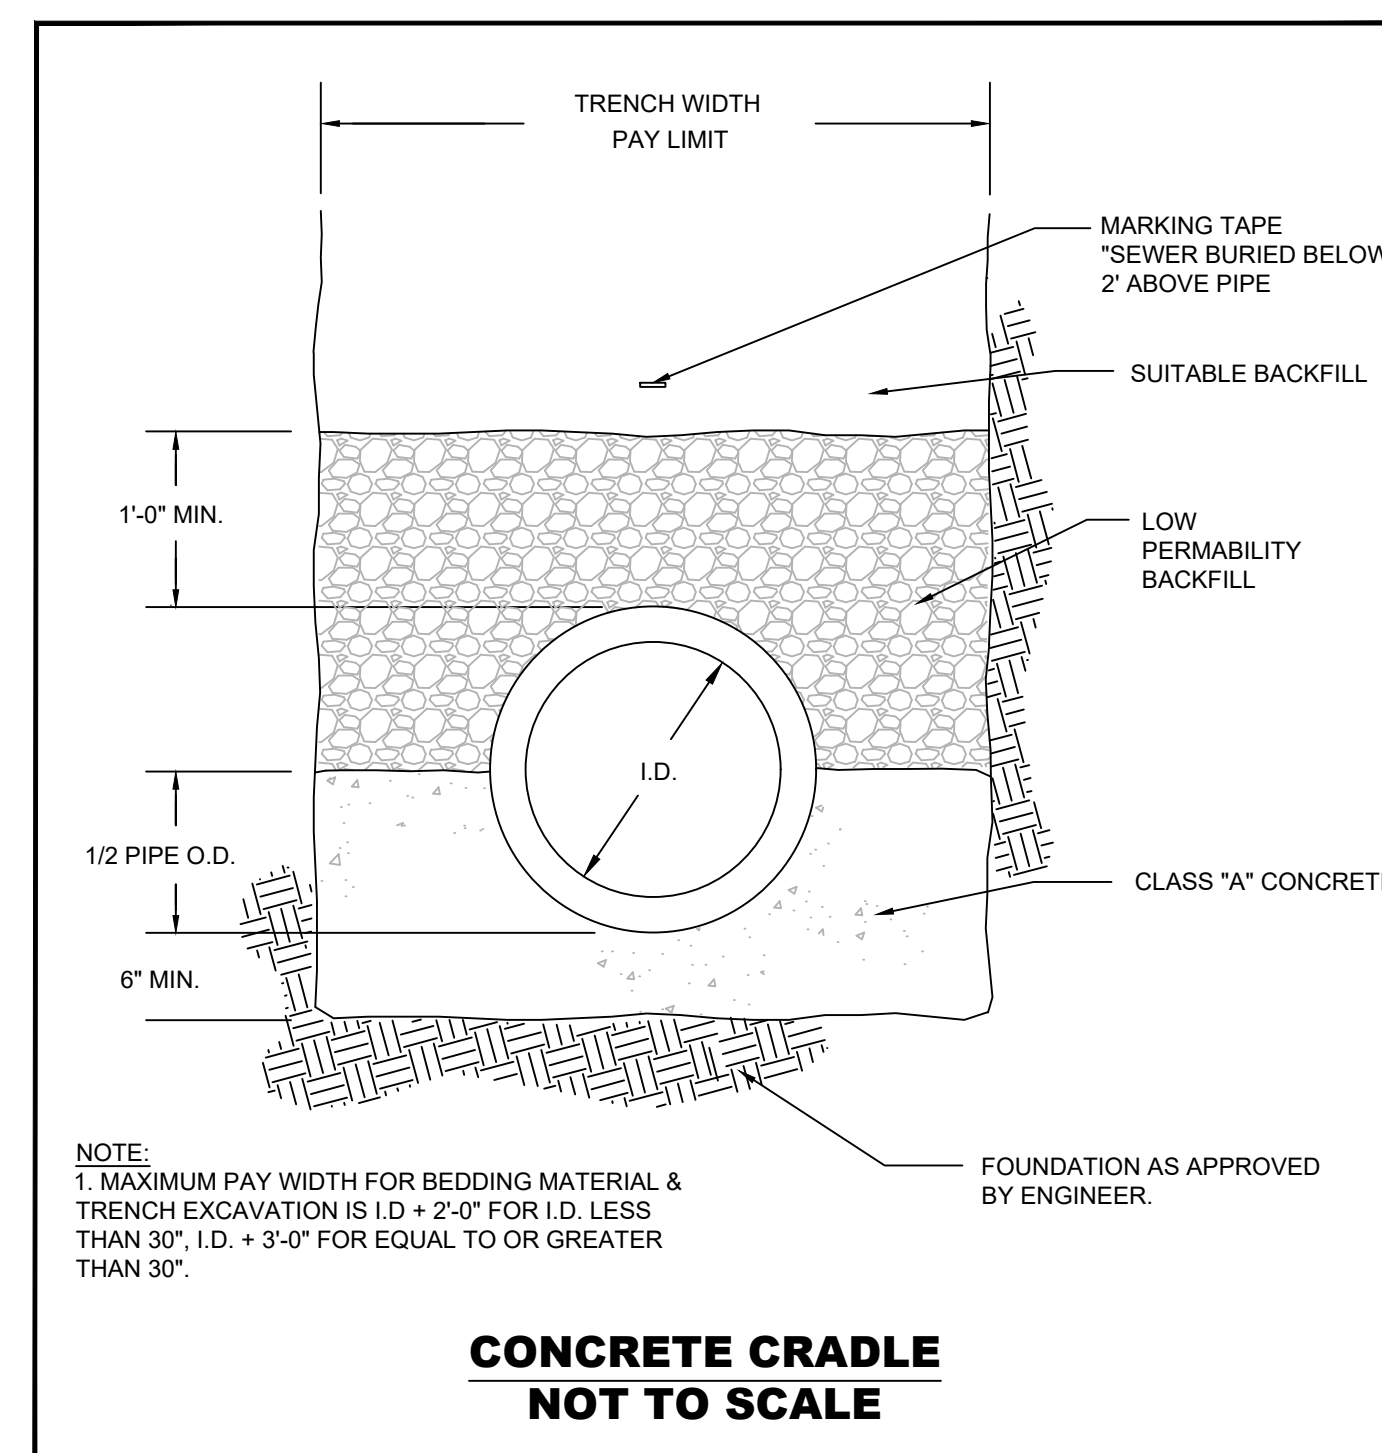 TRENCH WIDTH
PAY LIMIT
MARKING TAPE
"SEWER BURIED BELOW
2' ABOVE PIPE
SUITABLE BACKFILL
1'-0" MIN.
LOW
PERMABILITY
BACKFILL
I.D.
1/2 PIPE O.D.
CLASS "A" CONCRET
6" MIN.
FOUNDATION AS APPROVED
BY ENGINEER.
NOTE:
1. MAXIMUM PAY WIDTH FOR BEDDING MATERIAL &
TRENCH EXCAVATION IS I.D + 2'-0" FOR I.D. LESS
THAN 30", I.D. + 3'-0" FOR EQUAL TO OR GREATER
THAN 30".
CONCRETE CRADLE
NOT TO SCALE